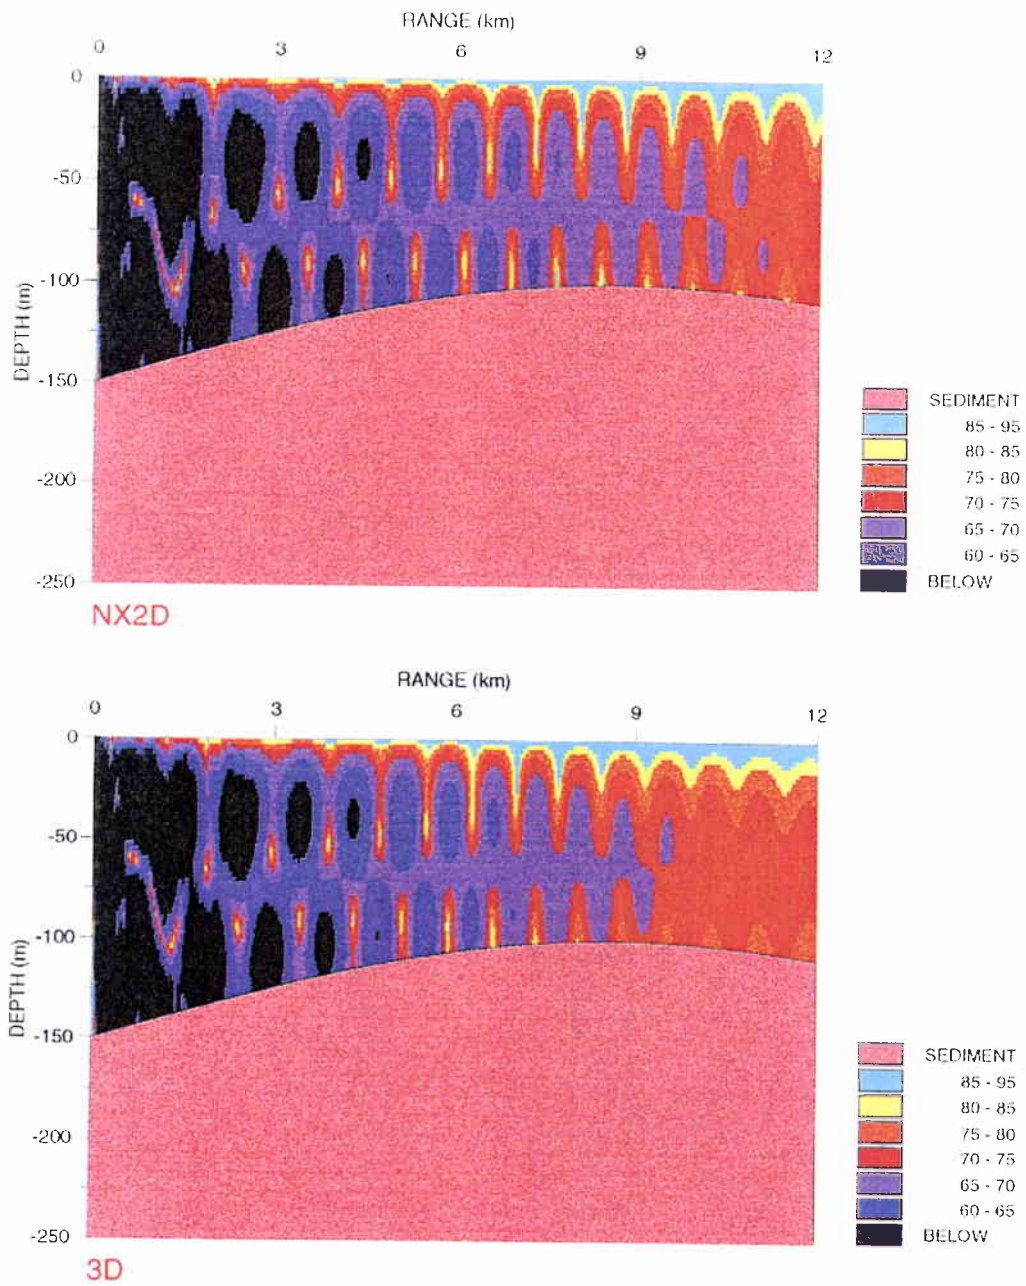 RANGE (km)
0 3 6 9 12
0
-50
-100
-150
-200
-250
DEPTH (m)
SEDIMENT
85 - 95
80 - 85
75 - 80
70 - 75
65 - 70
60 - 65
BELOW
NX2D
RANGE (km)
0 3 6 9 12
0
-50
-100
-150
-200
-250
DEPTH (m)
SEDIMENT
85 - 95
80 - 85
75 - 80
70 - 75
65 - 70
60 - 65
BELOW
3D